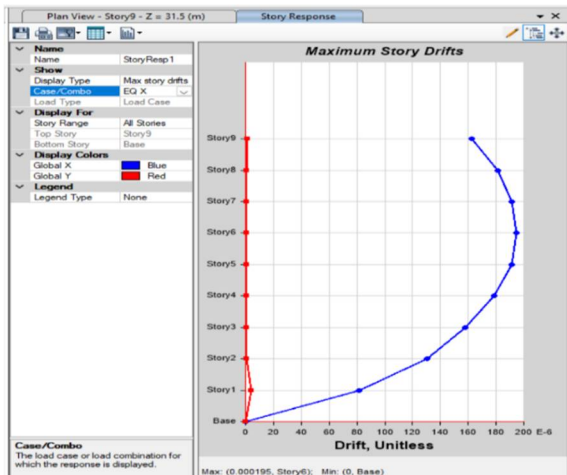 Plan View - Story9 - Z = 31.5 (m)
Story Response
Name
Name StoryResp1
Show
Display Type Max story drifts
Case/Combo EQ X
Load Type Load Case
Display For
Story Range All Stories
Top Story Story9
Bottom Story Base
Display Colors
Global X Blue
Global Y Red
Legend
Legend Type None
Case/Combo
The load case or load combination for
which the response is displayed.
Maximum Story Drifts
Story9
Story8
Story7
Story6
Story5
Story4
Story3
Story2
Story1
Base
0 20 40 60 80 100 120 140 160 180 200 E-6
Drift, Unitless
Max: (0.000195, Story6); Min: (0, Base)